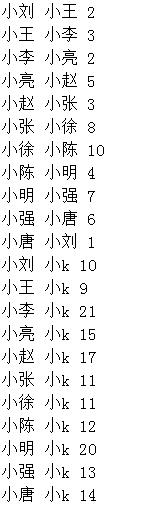 小刘 小王 2
小王 小李 3
小李 小亮 2
小亮 小赵 5
小赵 小张 3
小张 小徐 8
小徐 小陈 10
小陈 小明 4
小明 小强 7
小强 小唐 6
小唐 小刘 1
小刘 小k 10
小王 小k 9
小李 小k 21
小亮 小k 15
小赵 小k 17
小张 小k 11
小徐 小k 11
小陈 小k 12
小明 小k 20
小强 小k 13
小唐 小k 14